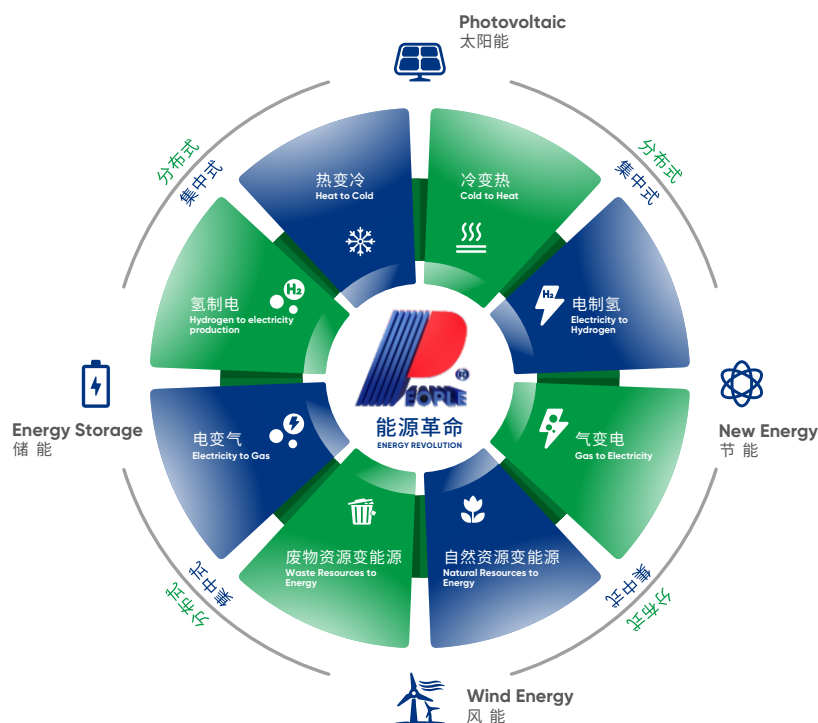 Photovoltaic
太阳能
分布式
集中式
分布式
集中式
热变冷
Heat to Cold
冷变热
Cold to Heat
氢制电
Hydrogen to electricity
production
H₂
电制氢
Electricity to
Hydrogen
H₂
PEOPLE
®
能源革命
ENERGY REVOLUTION
Energy Storage
储 能
New Energy
节 能
电变气
Electricity to Gas
气变电
Gas to Electricity
废物资源变能源
Waste Resources to
Energy
自然资源变能源
Natural Resources to
Energy
集中式
分布式
集中式
分布式
Wind Energy
风 能